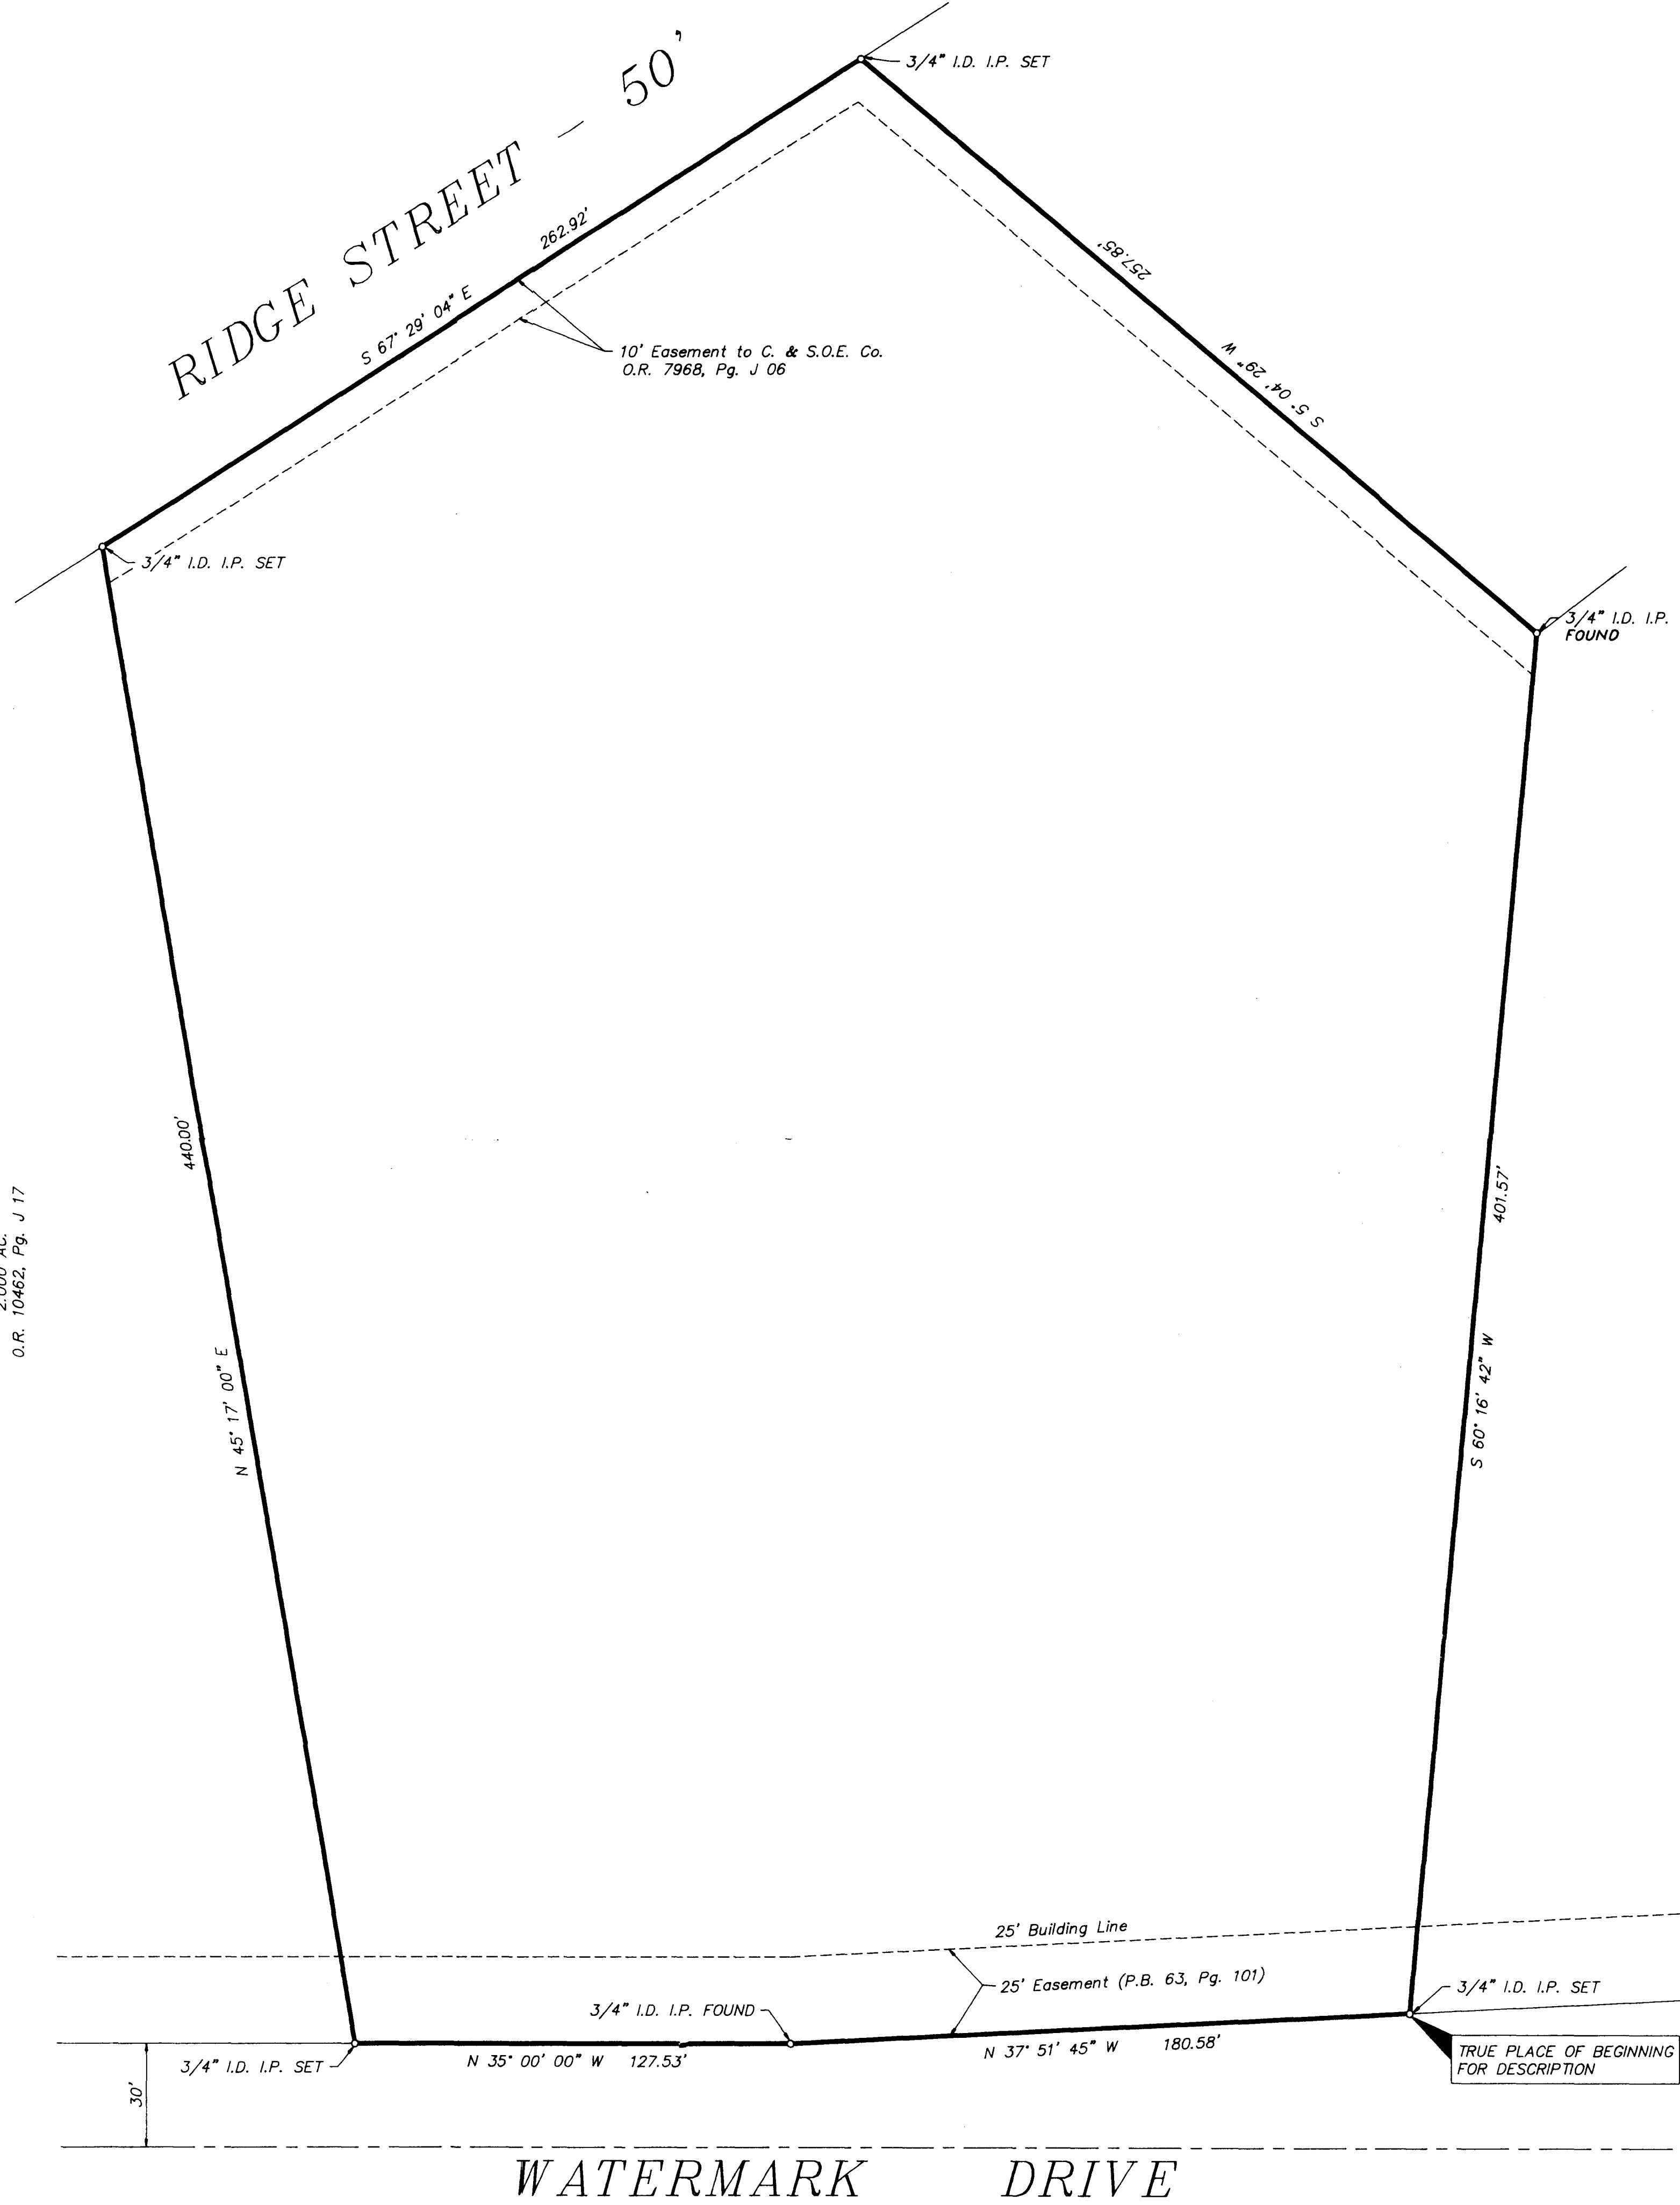 3/4" I.D. I.P. SET
RIDGE STREET - 50'
262.92'
S 67° 29' 04" E
257.85'
S 5° 04' 29" W
10' Easement to C. & S.O.E. Co.
O.R. 7968, Pg. J 06
3/4" I.D. I.P. SET
3/4" I.D. I.P.
FOUND
440.00'
N 45° 17' 00" E
401.57'
S 60° 16' 42" W
2.000 AC.
O.R. 10462, Pg. J 17
25' Building Line
25' Easement (P.B. 63, Pg. 101)
3/4" I.D. I.P. FOUND
3/4" I.D. I.P. SET
3/4" I.D. I.P. SET
N 35° 00' 00" W 127.53'
N 37° 51' 45" W 180.58'
TRUE PLACE OF BEGINNING
FOR DESCRIPTION
30'
WATERMARK DRIVE